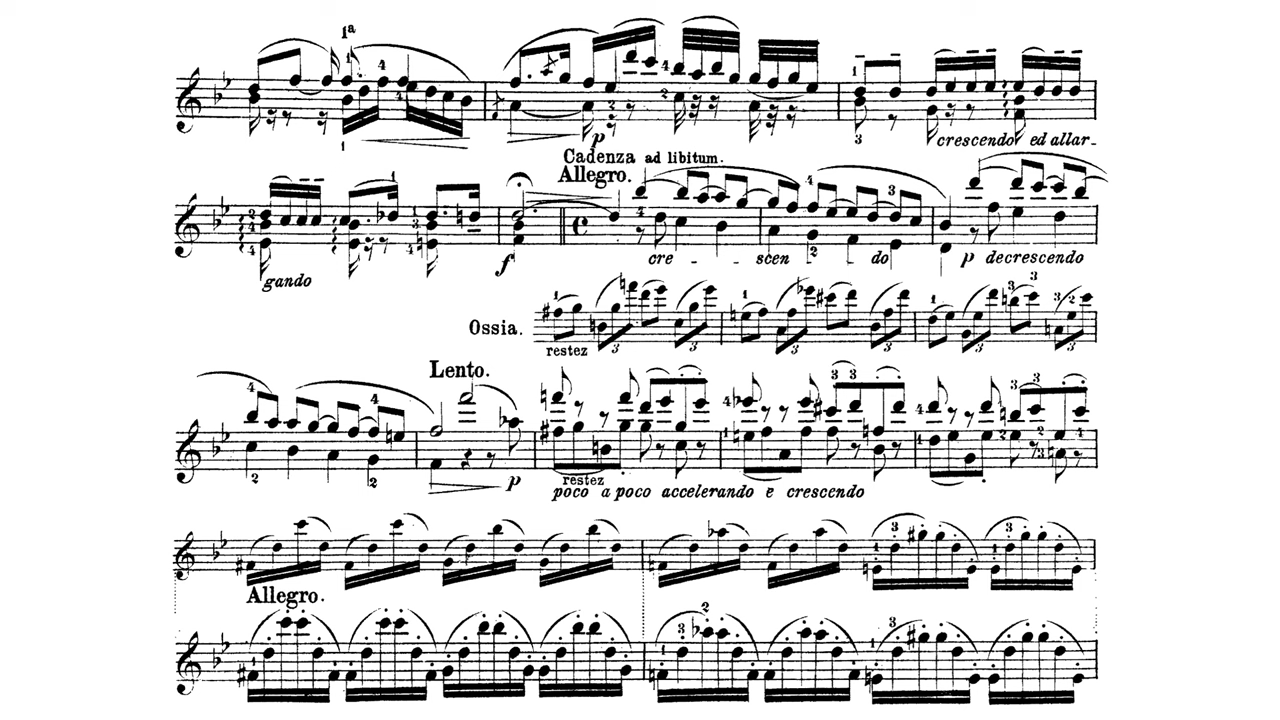 1ª
p
crescendo ed allar-
Cadenza ad libitum.
Allegro.
gando
f
cre - - scen - - do p decrescendo
Ossia.
restez
Lento.
p
restez
poco a poco accelerando e crescendo
Allegro.